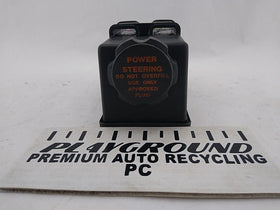 POWER
STEERING
DO NOT OVERFILL
USE ONLY
APPROVED
FLUID
PLAYGROUND
PREMIUM AUTO RECYCLING
PC